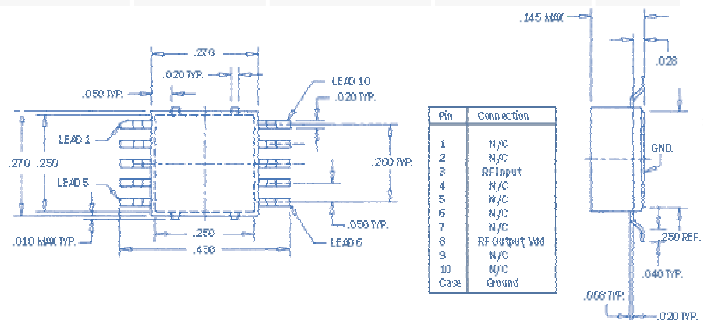 .145 MAX
.270
.028
.020 TYP.
LEAD 10
.050 TYP.
.020 TYP.
Pin Connection
LEAD 1
1 N/C
GND.
2 N/C
.270 .250
.200 TYP.
3 RF Input
4 N/C
LEAD 5
5 N/C
6 N/C
.050 TYP.
7 N/C
.010 MAX TYP.
.250
LEAD 6
8 RF Output Vdd
.250 REF.
.490
9 N/C
10 N/C
.040 TYP.
Case Ground
.008 TYP.
.020 TYP.